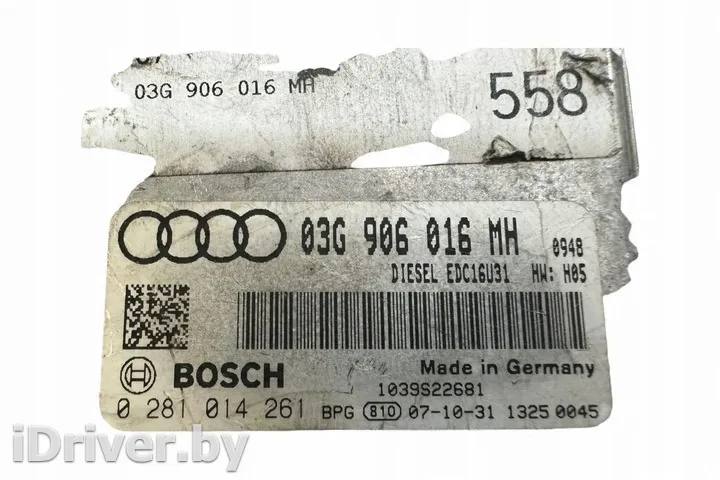 03G 906 016 MH
558
03G 906 016 MH 0948
DIESEL EDC16U31 HW: H05
Made in Germany
BOSCH
1039S22681
0 281 014 261 BPG 810 07-10-31 1325 0045
iDriver.by